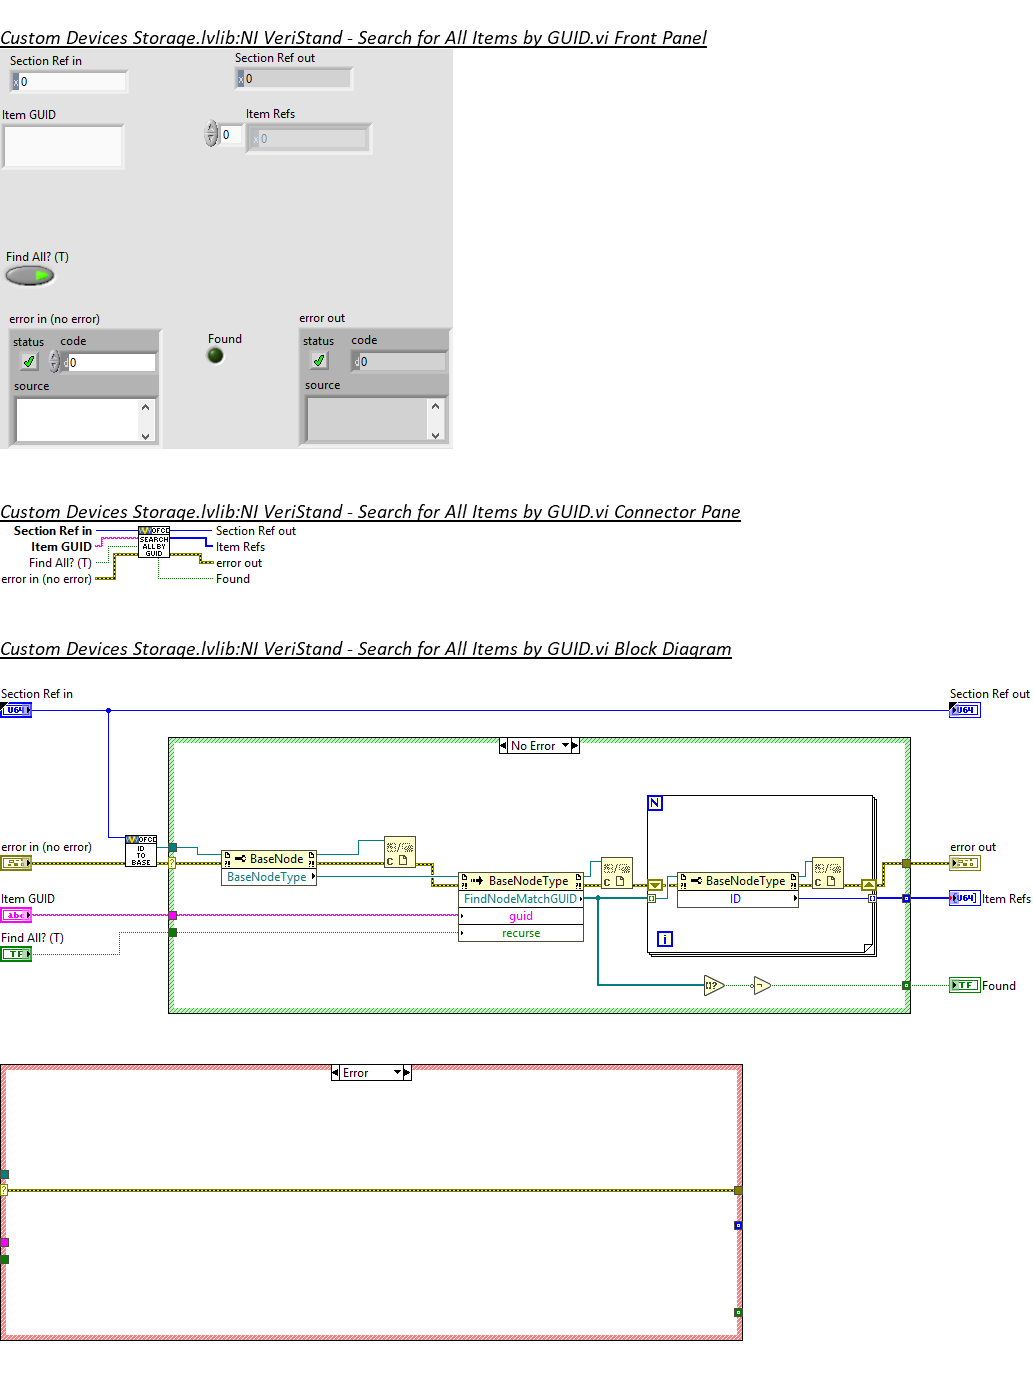 Custom Devices Storage.lvlib:NI VeriStand - Search for All Items by GUID.vi Front Panel
Section Ref in
Section Ref out
x 0
x 0
Item GUID
Item Refs
0
x 0
Find All? (T)
error in (no error)
error out
status
code
Found
status
code
d 0
d 0
source
source
Custom Devices Storage.lvlib:NI VeriStand - Search for All Items by GUID.vi Connector Pane
Section Ref in
OFCE
Section Ref out
Item GUID
SEARCH
ALL BY
GUID
Item Refs
Find All? (T)
error out
error in (no error)
Found
Custom Devices Storage.lvlib:NI VeriStand - Search for All Items by GUID.vi Block Diagram
Section Ref in
Section Ref out
U64
U64
No Error
N
error in (no error)
OFCE
ID
TO
BASE
error out
?
?! BaseNode ?!
BaseNodeType
C
?! BaseNodeType ?!
FindNodeMatchGUID
guid
recurse
C
?! BaseNodeType ?!
ID
C
Item GUID
abc
[U64] Item Refs
Find All? (T)
TF
i
[]?
TF Found
Error
?